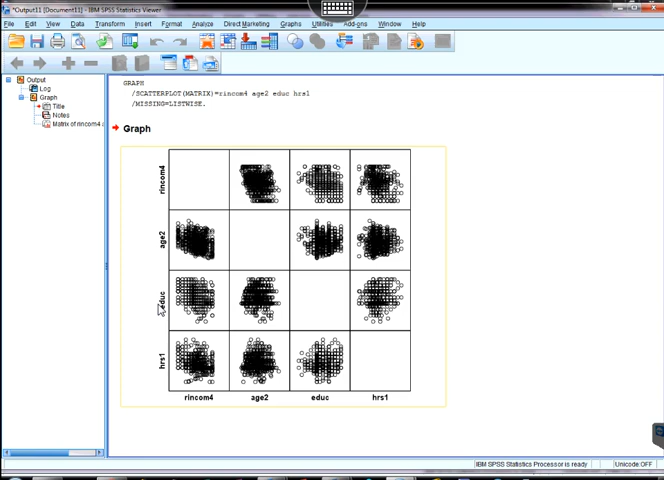 *Output11 [Document11] - IBM SPSS Statistics Viewer
File Edit View Data Transform Insert Format Analyze Direct Marketing Graphs Utilities Add-ons Window Help
Output
Log
Graph
Title
Notes
Matrix of rincom4 a
GRAPH
/SCATTERPLOT(MATRIX)=rincom4 age2 educ hrs1
/MISSING=LISTWISE.
Graph
rincom4
age2
educ
hrs1
rincom4 age2 educ hrs1
IBM SPSS Statistics Processor is ready Unicode:OFF